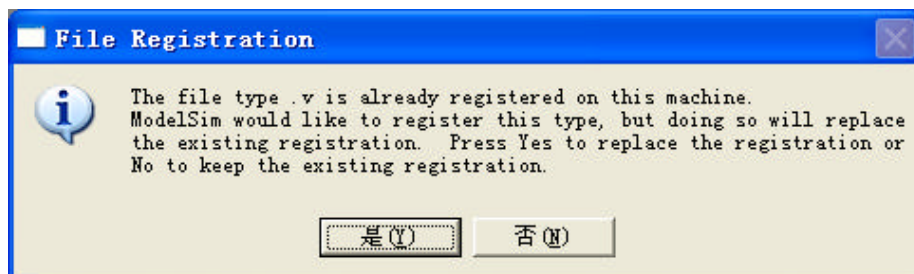 File Registration
The file type .v is already registered on this machine.
ModelSim would like to register this type, but doing so will replace
the existing registration. Press Yes to replace the registration or
No to keep the existing registration.
是(Y) 否(N)